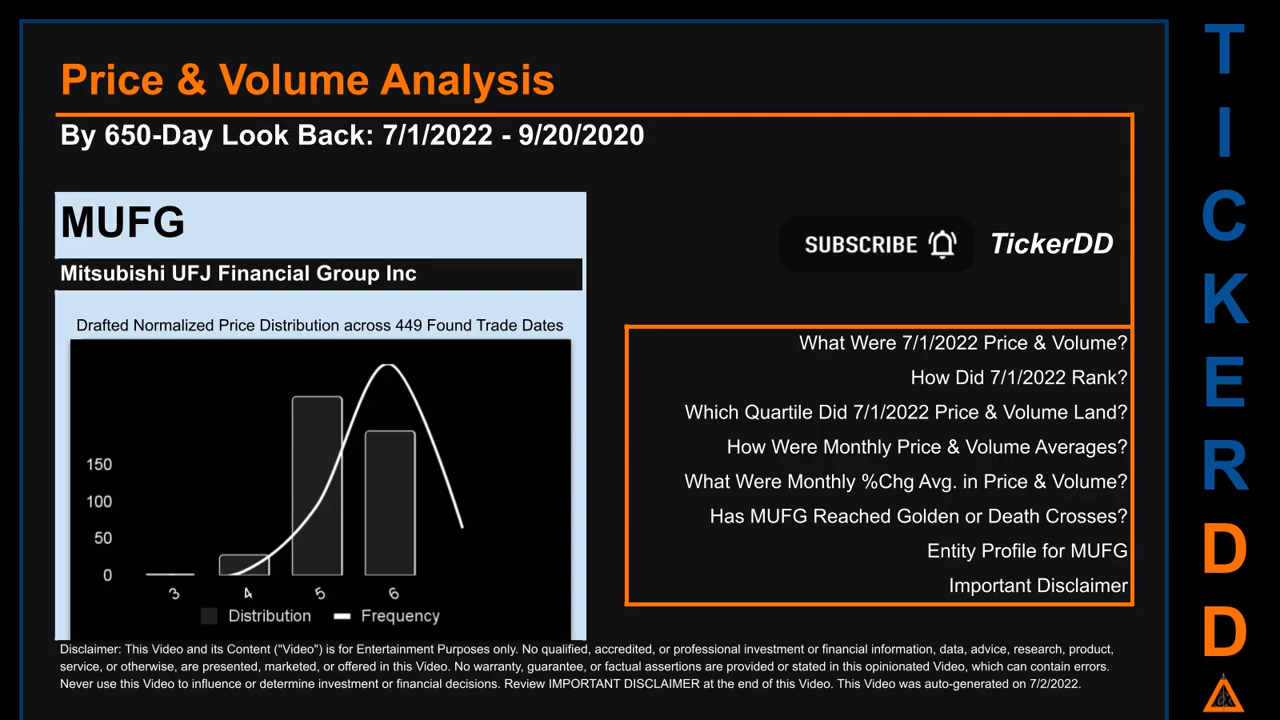 Price & Volume Analysis
By 650-Day Look Back: 7/1/2022 - 9/20/2020
MUFG
Mitsubishi UFJ Financial Group Inc
Drafted Normalized Price Distribution across 449 Found Trade Dates
150
100
50
0
3
4
5
6
Distribution
Frequency
SUBSCRIBE
TickerDD
What Were 7/1/2022 Price & Volume?
How Did 7/1/2022 Rank?
Which Quartile Did 7/1/2022 Price & Volume Land?
How Were Monthly Price & Volume Averages?
What Were Monthly %Chg Avg. in Price & Volume?
Has MUFG Reached Golden or Death Crosses?
Entity Profile for MUFG
Important Disclaimer
Disclaimer: This Video and its Content ("Video") is for Entertainment Purposes only. No qualified, accredited, or professional investment or financial information, data, advice, research, product,
service, or otherwise, are presented, marketed, or offered in this Video. No warranty, guarantee, or factual assertions are provided or stated in this opinionated Video, which can contain errors.
Never use this Video to influence or determine investment or financial decisions. Review IMPORTANT DISCLAIMER at the end of this Video. This Video was auto-generated on 7/2/2022.
T
I
C
K
E
R
D
D